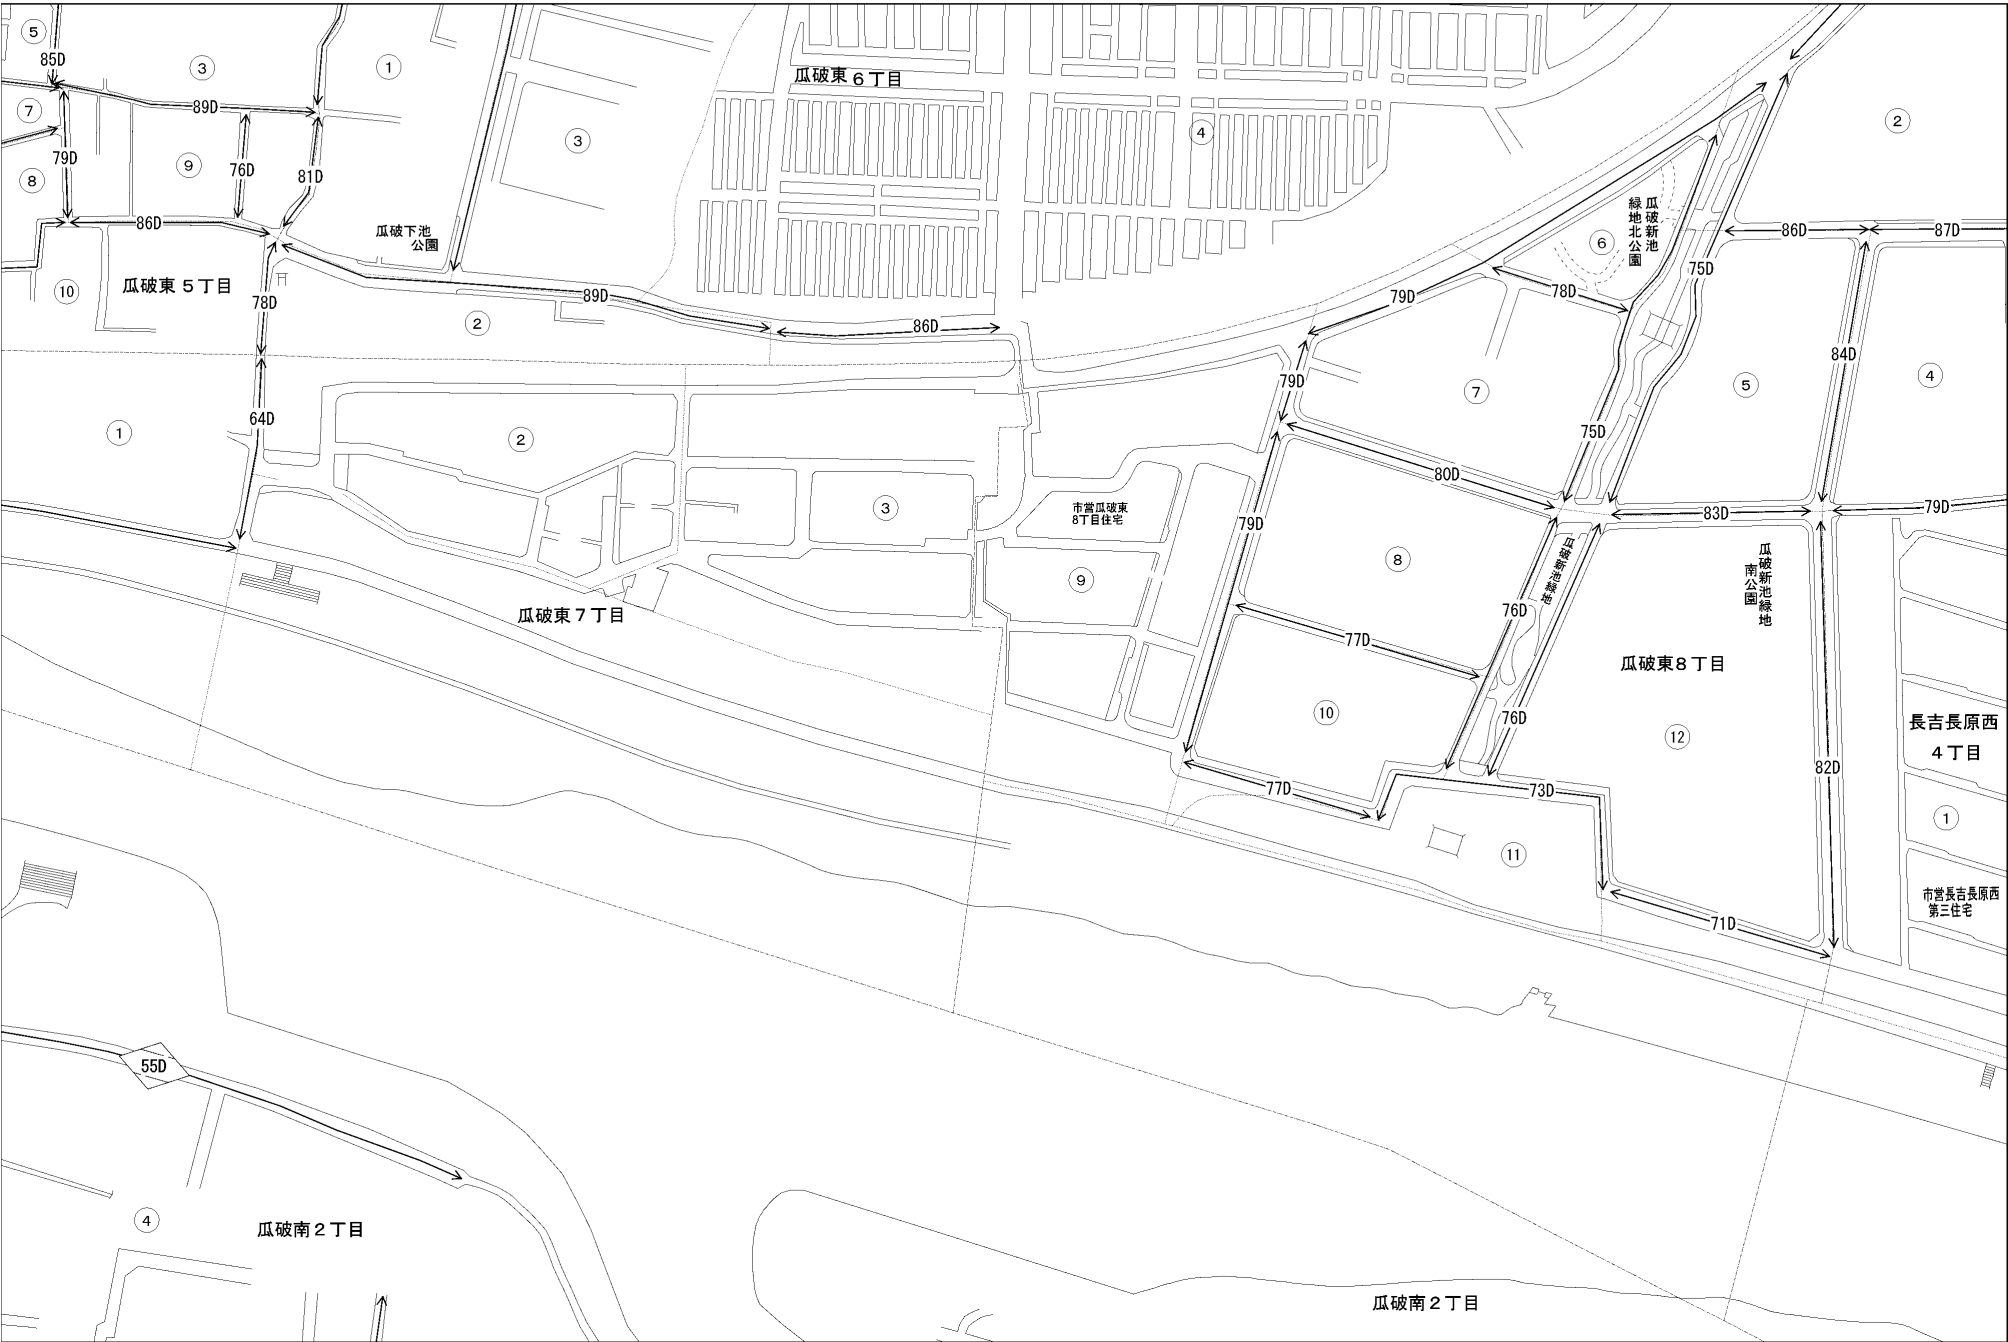 ⑤
85D
③
①
瓜破東6丁目
⑦
89D
③
④
②
79D
⑨
76D
81D
⑧
86D
瓜破下池
公園
瓜破新池
緑地北公園
⑥
86D
87D
瓜破東5丁目
⑩
78D
89D
②
86D
79D
78D
75D
84D
①
64D
②
79D
⑦
⑤
④
75D
80D
③
市営瓜破東
8丁目住宅
79D
83D
79D
⑧
瓜破新池緑地
瓜破新池緑地
南公園
⑨
瓜破東7丁目
76D
77D
瓜破東8丁目
⑩
76D
⑫
長吉長原西
4丁目
82D
77D
73D
①
⑪
市営長吉長原西
第三住宅
71D
55D
④
瓜破南2丁目
瓜破南2丁目